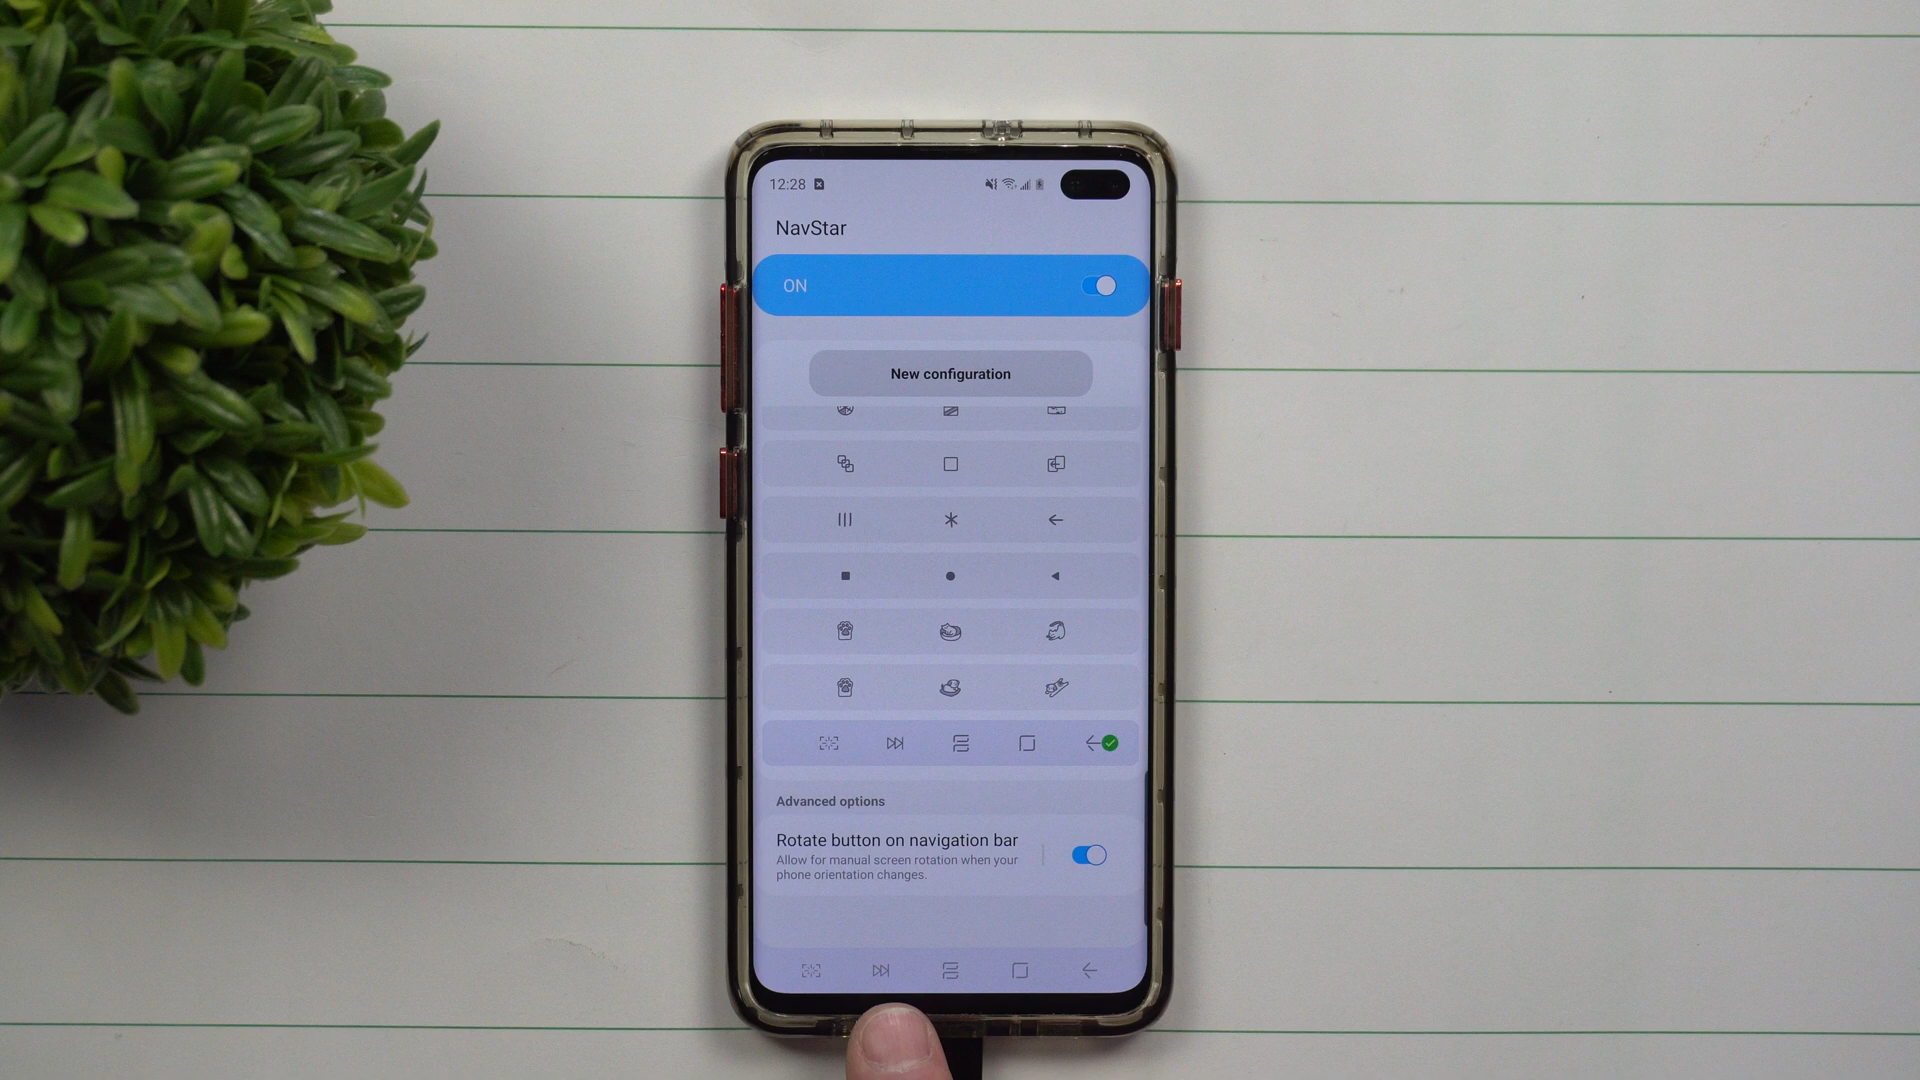 12:28
NavStar
ON
New configuration
Advanced options
Rotate button on navigation bar
Allow for manual screen rotation when your
phone orientation changes.